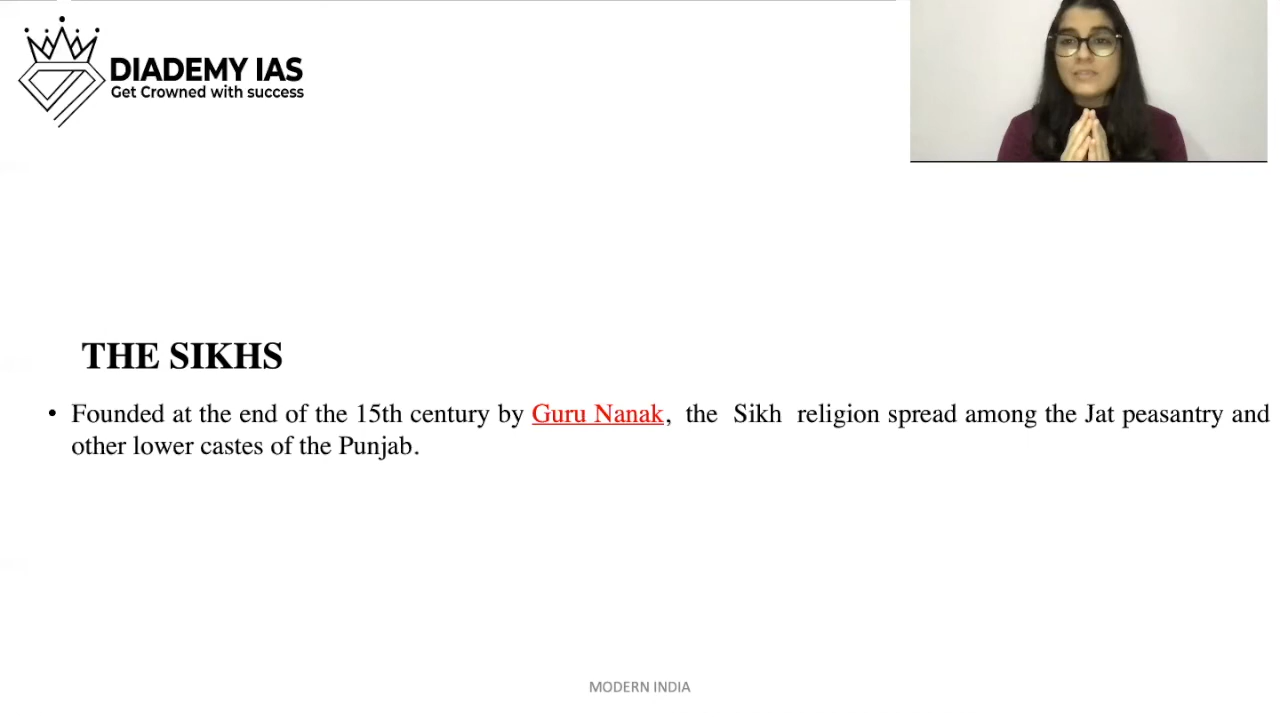 DIADEMY IAS
Get Crowned with success
THE SIKHS
• Founded at the end of the 15th century by Guru Nanak, the Sikh religion spread among the Jat peasantry and
other lower castes of the Punjab.
MODERN INDIA